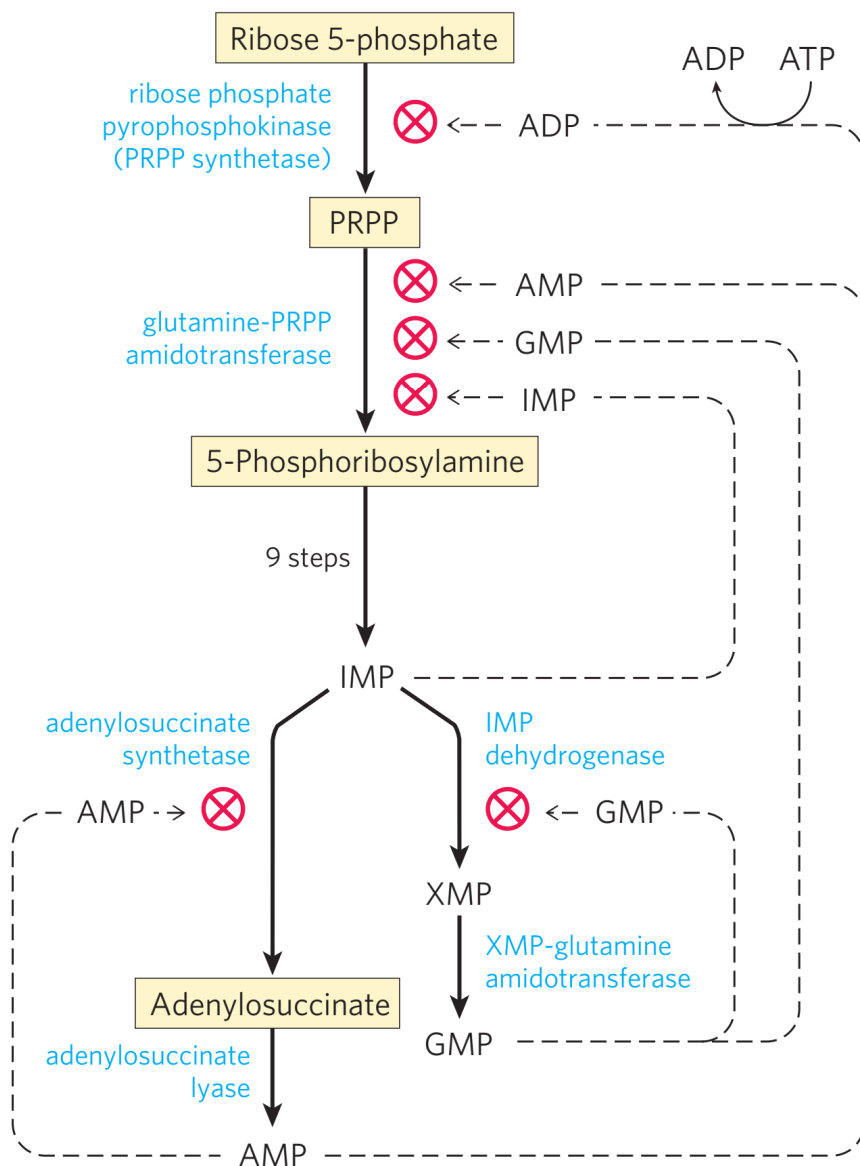 Ribose 5-phosphate
ADP ATP
ribose phosphate
pyrophosphokinase
(PRPP synthetase)
ADP
PRPP
AMP
glutamine-PRPP
amidotransferase
GMP
IMP
5-Phosphoribosylamine
9 steps
IMP
adenylosuccinate
synthetase
IMP
dehydrogenase
AMP
GMP
XMP
XMP-glutamine
amidotransferase
Adenylosuccinate
GMP
adenylosuccinate
lyase
AMP